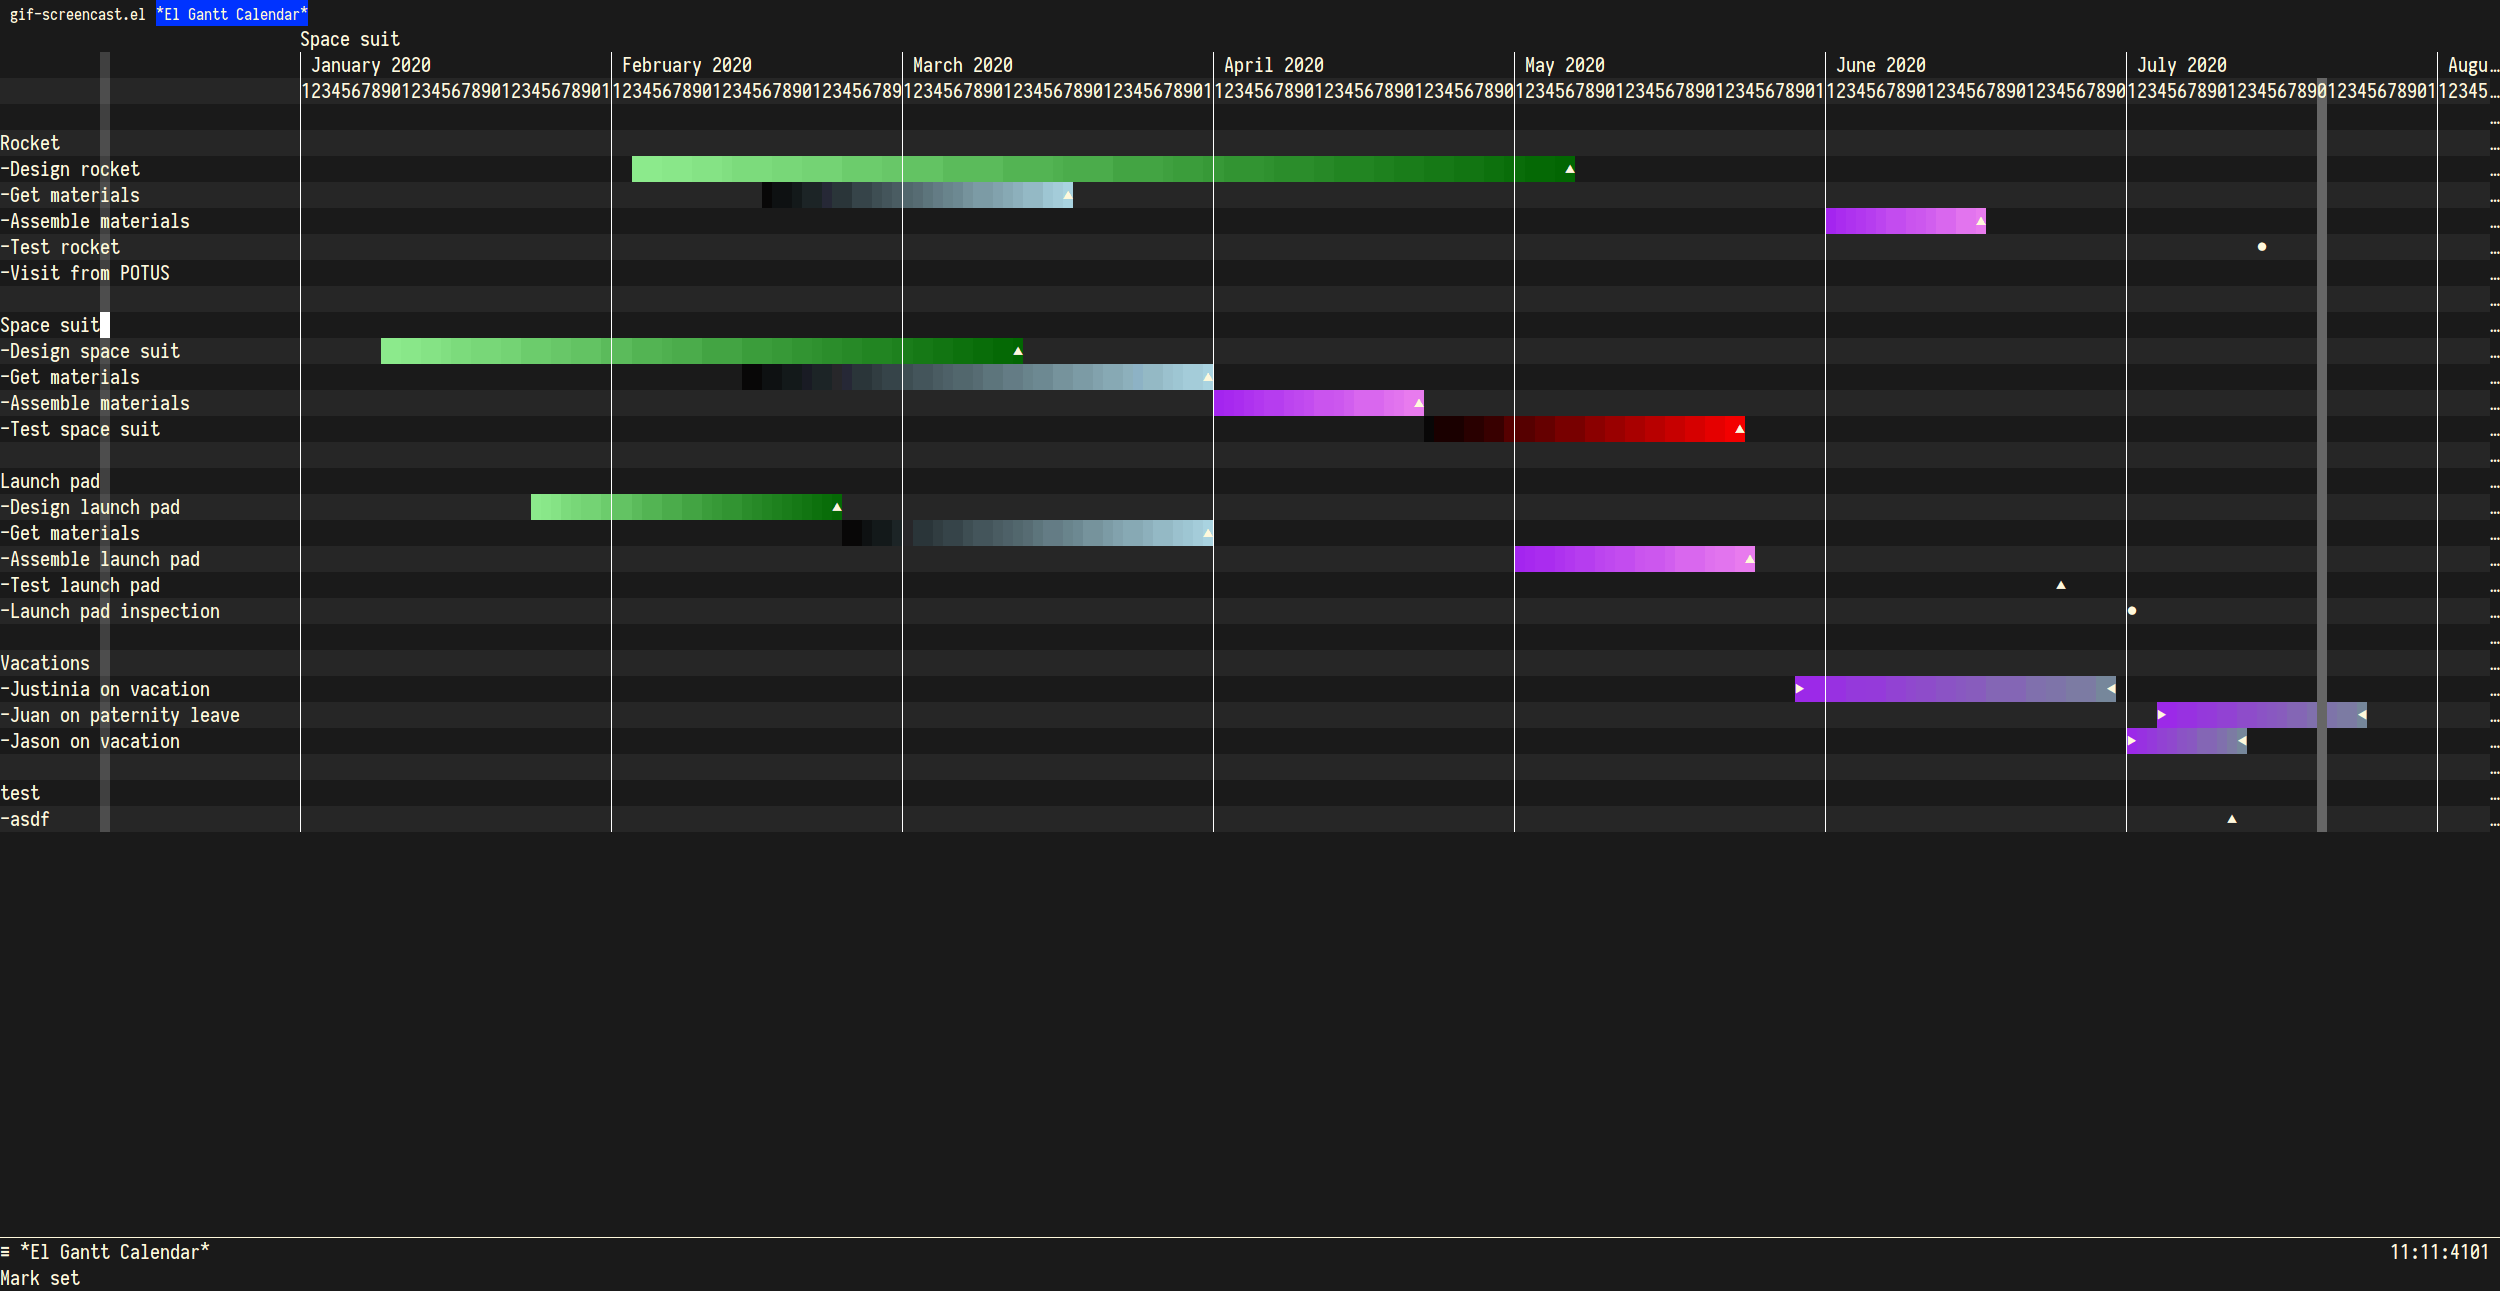 gif-screencast.el *El Gantt Calendar*
Space suit
January 2020 February 2020 March 2020 April 2020 May 2020 June 2020 July 2020 Augu…
1234567890123456789012345678901 12345678901234567890123456789 1234567890123456789012345678901 123456789012345678901234567890 1234567890123456789012345678901 123456789012345678901234567890 1234567890123456789012345678901 12345…
Rocket
-Design rocket
-Get materials
-Assemble materials
-Test rocket
-Visit from POTUS
Space suit
-Design space suit
-Get materials
-Assemble materials
-Test space suit
Launch pad
-Design launch pad
-Get materials
-Assemble launch pad
-Test launch pad
-Launch pad inspection
Vacations
-Justinia on vacation
-Juan on paternity leave
-Jason on vacation
test
-asdf
≡ *El Gantt Calendar* 11:11:4101
Mark set